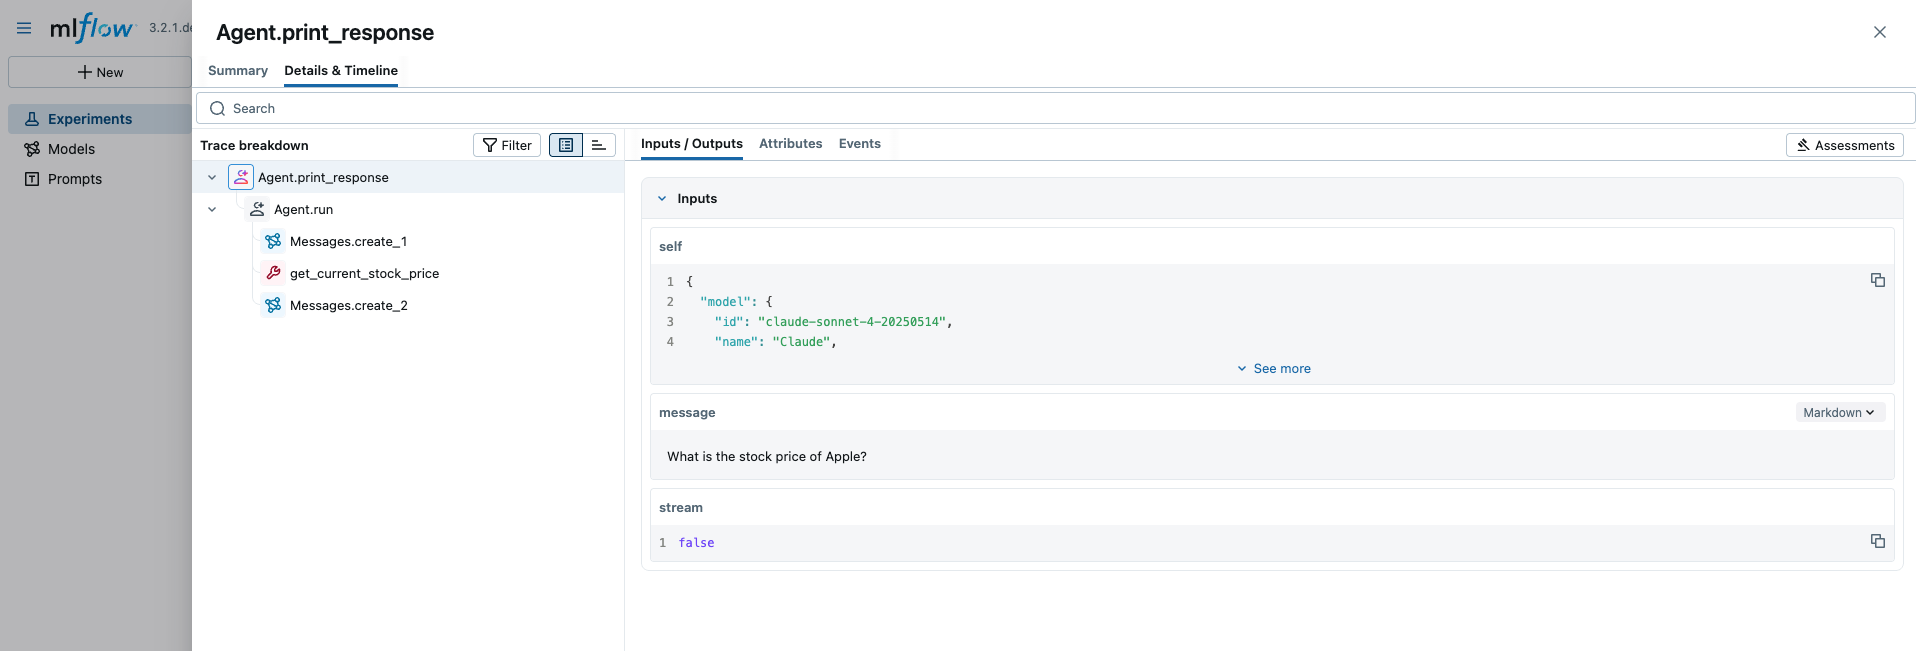 mlflow 3.2.1.de
New
Experiments
Models
Prompts
Agent.print_response
Summary Details & Timeline
Search
Trace breakdown Filter
Agent.print_response
Agent.run
Messages.create_1
get_current_stock_price
Messages.create_2
Inputs / Outputs Attributes Events Assessments
Inputs
self
1 {
2 "model": {
3 "id": "claude-sonnet-4-20250514",
4 "name": "Claude",
See more
message Markdown
What is the stock price of Apple?
stream
1 false